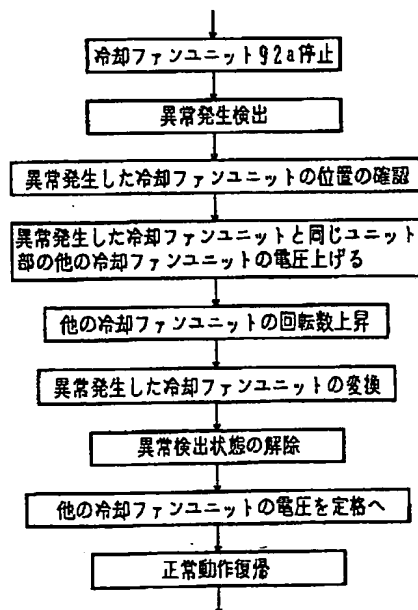 冷却ファンユニット92a停止
異常発生検出
異常発生した冷却ファンユニットの位置の確認
異常発生した冷却ファンユニットと同じユニット
部の他の冷却ファンユニットの電圧上げる
他の冷却ファンユニットの回転数上昇
異常発生した冷却ファンユニットの変換
異常検出状態の解除
他の冷却ファンユニットの電圧を定格へ
正常動作復帰